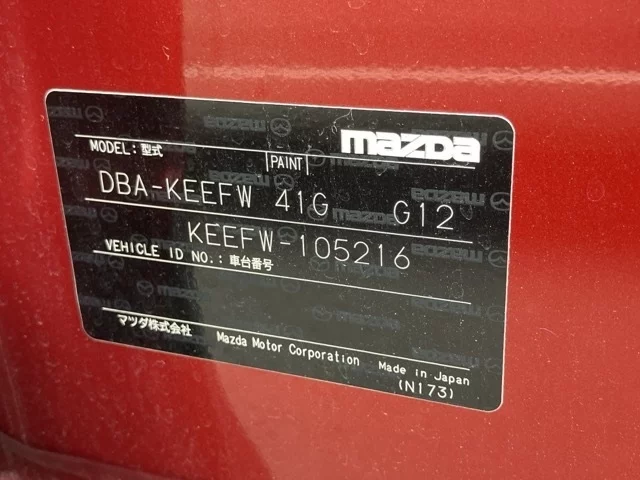 mazda
MODEL: 型式 PAINT
DBA-KEEFW 41G G12
KEEFW-105216
VEHICLE ID NO.: 車台番号
マツダ株式会社 Mazda Motor Corporation Made in Japan
(N173)